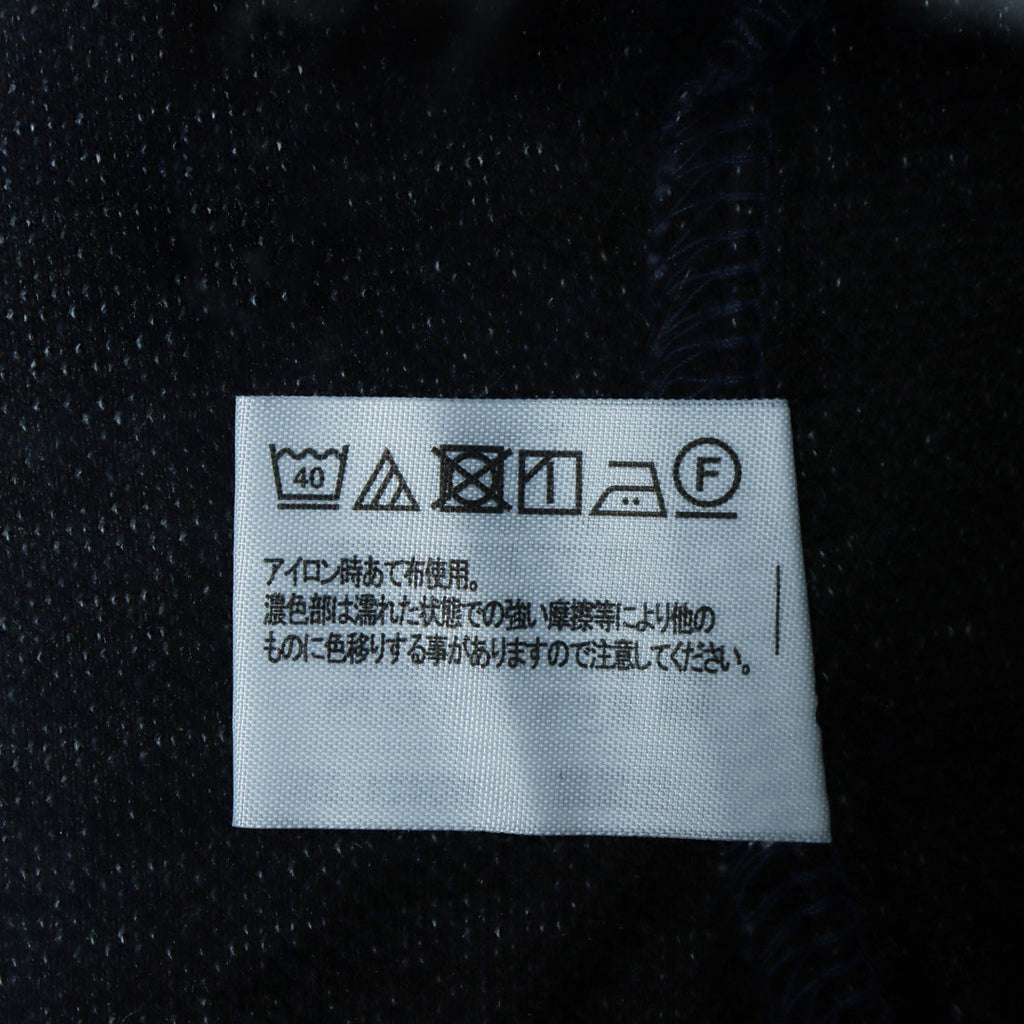 40 F
アイロン時あて布使用。
濃色部は濡れた状態での強い摩擦等により他の
ものに色移りする事がありますので注意してください。